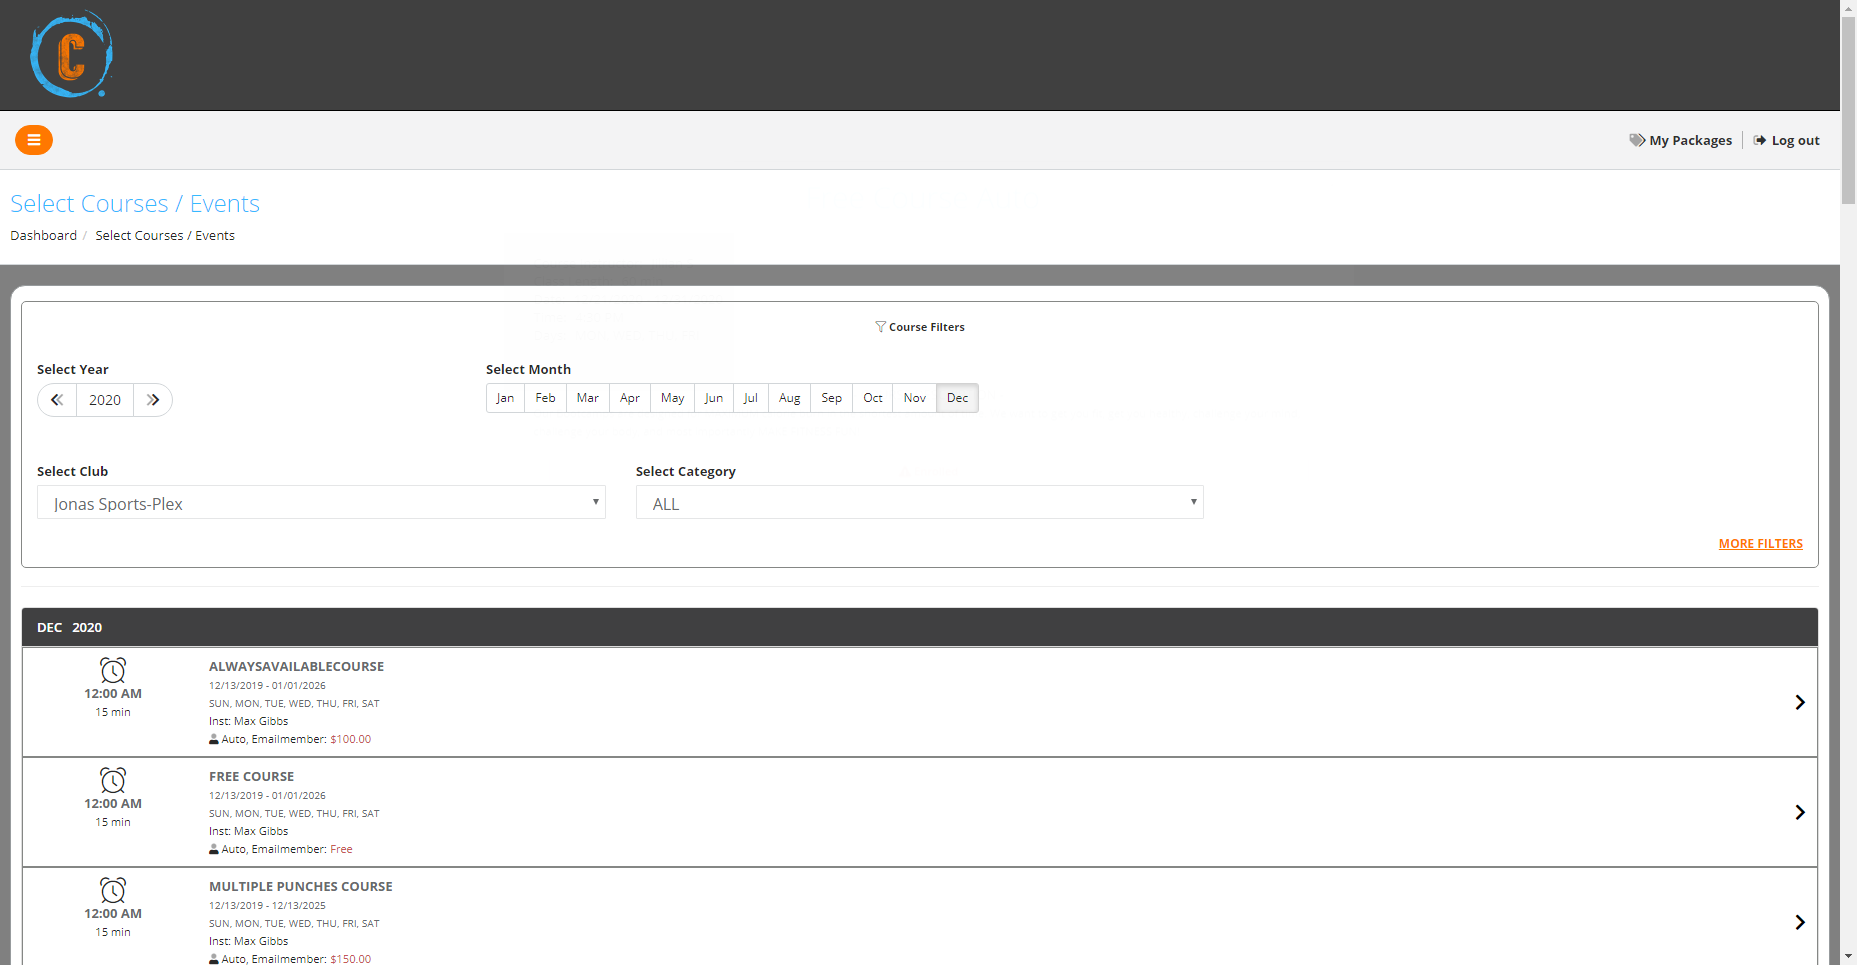 C
My Packages
Log out
Select Courses / Events
Dashboard / Select Courses / Events
Course Filters
Select Year
2020
Select Month
Jan Feb Mar Apr May Jun Jul Aug Sep Oct Nov Dec
Select Club
Select Category
Jonas Sports-Plex
ALL
MORE FILTERS
DEC 2020
12:00 AM
15 min
ALWAYSAVAILABLECOURSE
12/13/2019 - 01/01/2026
SUN, MON, TUE, WED, THU, FRI, SAT
Inst: Max Gibbs
Auto, Emailmember: $100.00
12:00 AM
15 min
FREE COURSE
12/13/2019 - 01/01/2026
SUN, MON, TUE, WED, THU, FRI, SAT
Inst: Max Gibbs
Auto, Emailmember: Free
12:00 AM
15 min
MULTIPLE PUNCHES COURSE
12/13/2019 - 12/13/2025
SUN, MON, TUE, WED, THU, FRI, SAT
Inst: Max Gibbs
Auto, Emailmember: $150.00